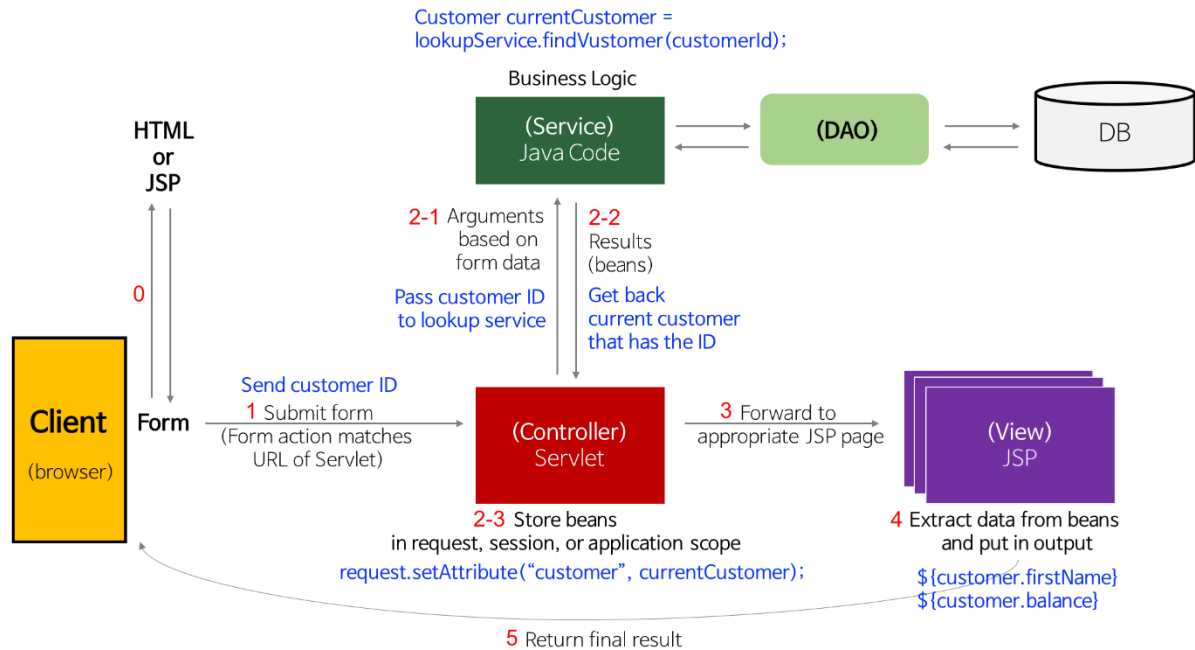 Customer currentCustomer =
lookupService.findVustomer(customerId);
Business Logic
(Service)
Java Code
(DAO)
DB
HTML
or
JSP
0
2-1 Arguments
based on
form data
Pass customer ID
to lookup service
2-2
Results
(beans)
Get back
current customer
that has the ID
Client
(browser)
Form
Send customer ID
1 Submit form
(Form action matches
URL of Servlet)
(Controller)
Servlet
3 Forward to
appropriate JSP page
(View)
JSP
2-3 Store beans
in request, session, or application scope
request.setAttribute(“customer”, currentCustomer);
4 Extract data from beans
and put in output
${customer.firstName}
${customer.balance}
5 Return final result